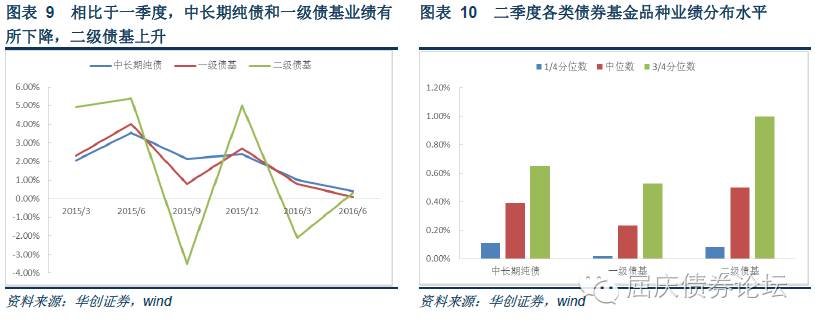 图表 9 相比于一季度，中长期纯债和一级债基业绩有
所下降，二级债基上升
中长期纯债 一级债基 二级债基
6.00%
5.00%
4.00%
3.00%
2.00%
1.00%
0.00%
-1.00%
-2.00%
-3.00%
-4.00%
2015/3 2015/6 2015/9 2015/12 2016/3 2016/6
资料来源：华创证券，wind
图表 10 二季度各类债券基金品种业绩分布水平
1/4分位数 中位数 3/4分位数
1.20%
1.00%
0.80%
0.60%
0.40%
0.20%
0.00%
中长期纯债 一级债基 二级债基
资料来源：华创证券，wind
屈庆债券论坛